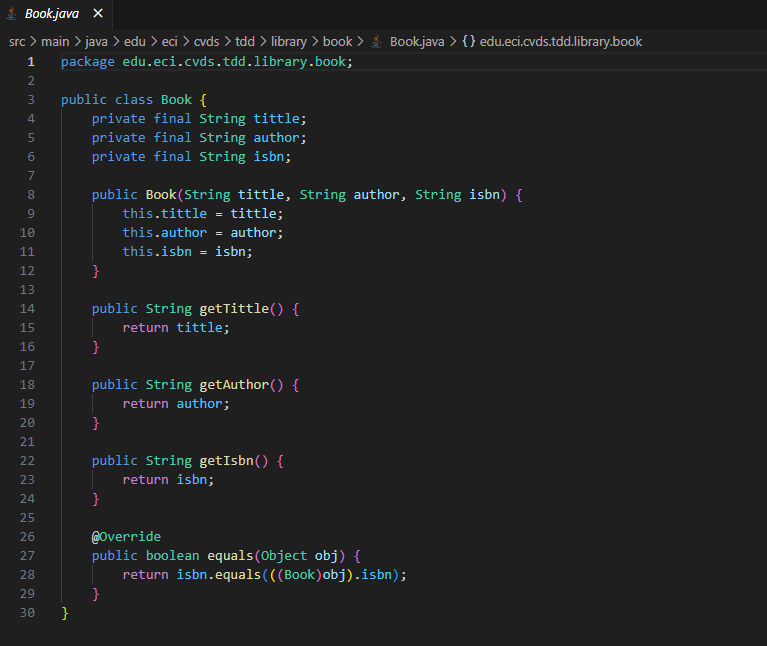 Book.java ×
src > main > java > edu > eci > cvds > tdd > library > book > Book.java > {} edu.eci.cvds.tdd.library.book
1 package edu.eci.cvds.tdd.library.book;
2
3 public class Book {
4     private final String tittle;
5     private final String author;
6     private final String isbn;
7
8     public Book(String tittle, String author, String isbn) {
9         this.tittle = tittle;
10         this.author = author;
11         this.isbn = isbn;
12     }
13
14     public String getTittle() {
15         return tittle;
16     }
17
18     public String getAuthor() {
19         return author;
20     }
21
22     public String getIsbn() {
23         return isbn;
24     }
25
26     @Override
27     public boolean equals(Object obj) {
28         return isbn.equals(((Book)obj).isbn);
29     }
30 }